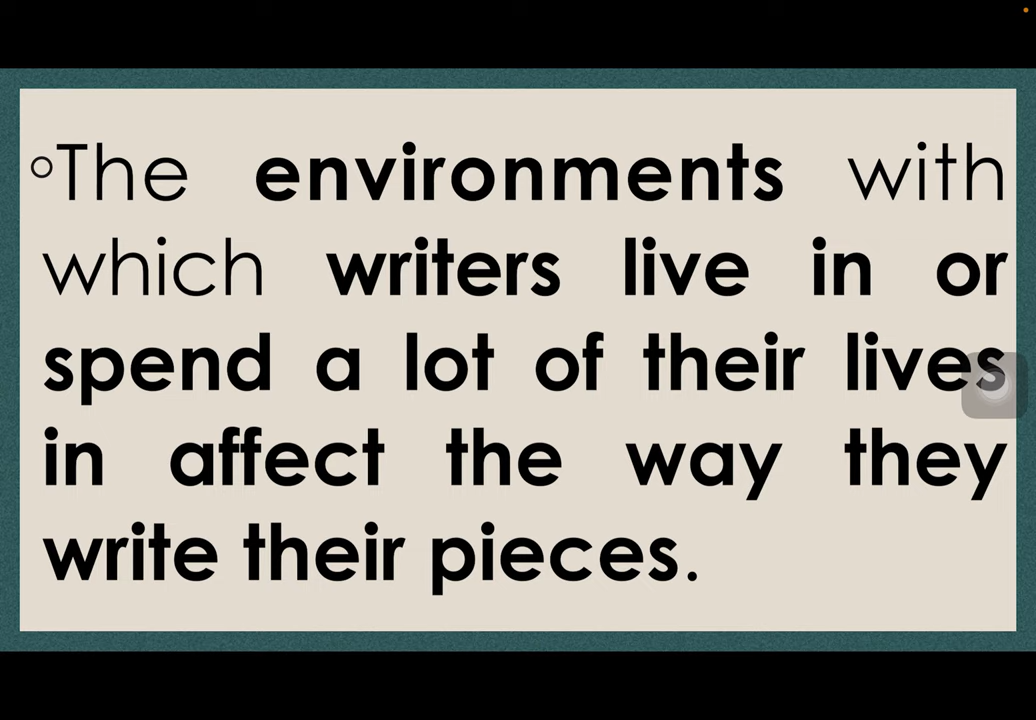 ◦The environments with
which writers live in or
spend a lot of their lives
in affect the way they
write their pieces.